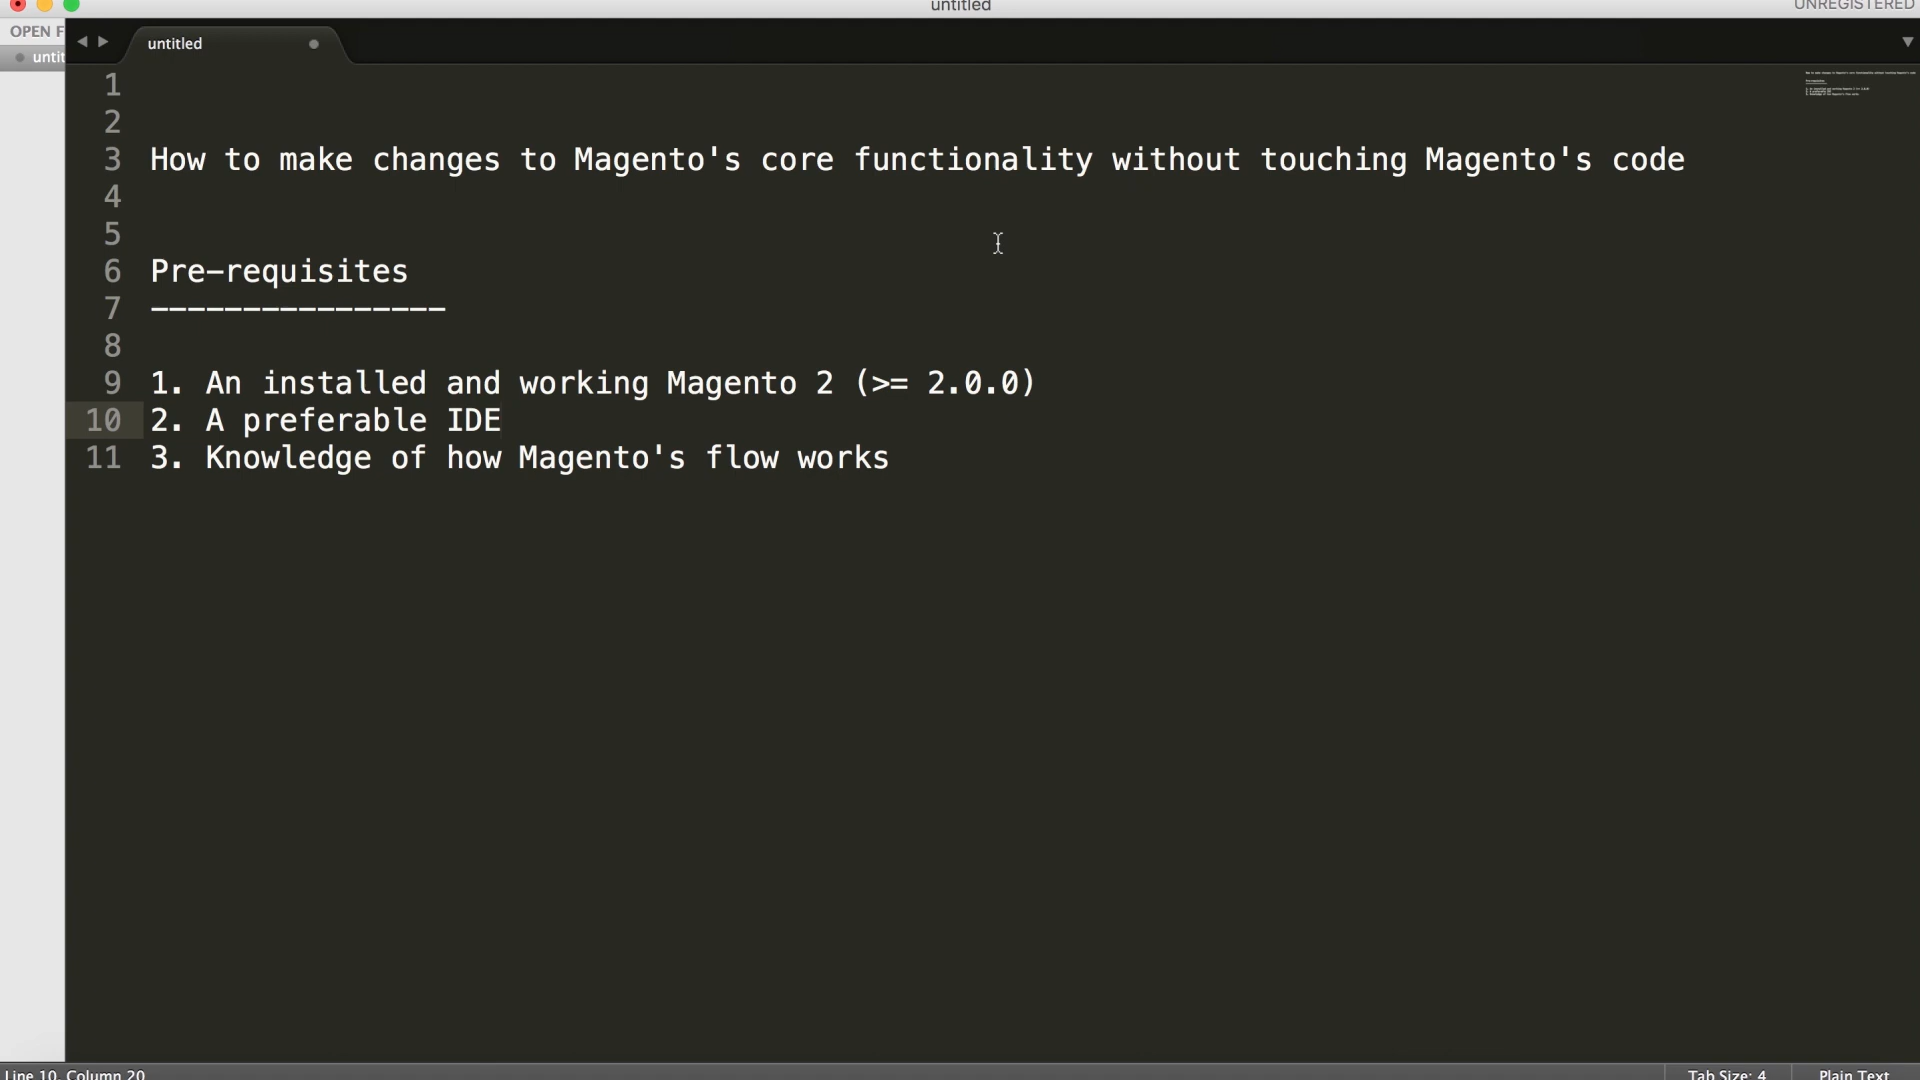 untitled
UNREGISTERED
OPEN F
untitled
untit
1
2
3 How to make changes to Magento's core functionality without touching Magento's code
4
5
6 Pre-requisites
7 ----------------
8
9 1. An installed and working Magento 2 (>= 2.0.0)
10 2. A preferable IDE
11 3. Knowledge of how Magento's flow works
Line 10, Column 20
Tab Size: 4
Plain Text